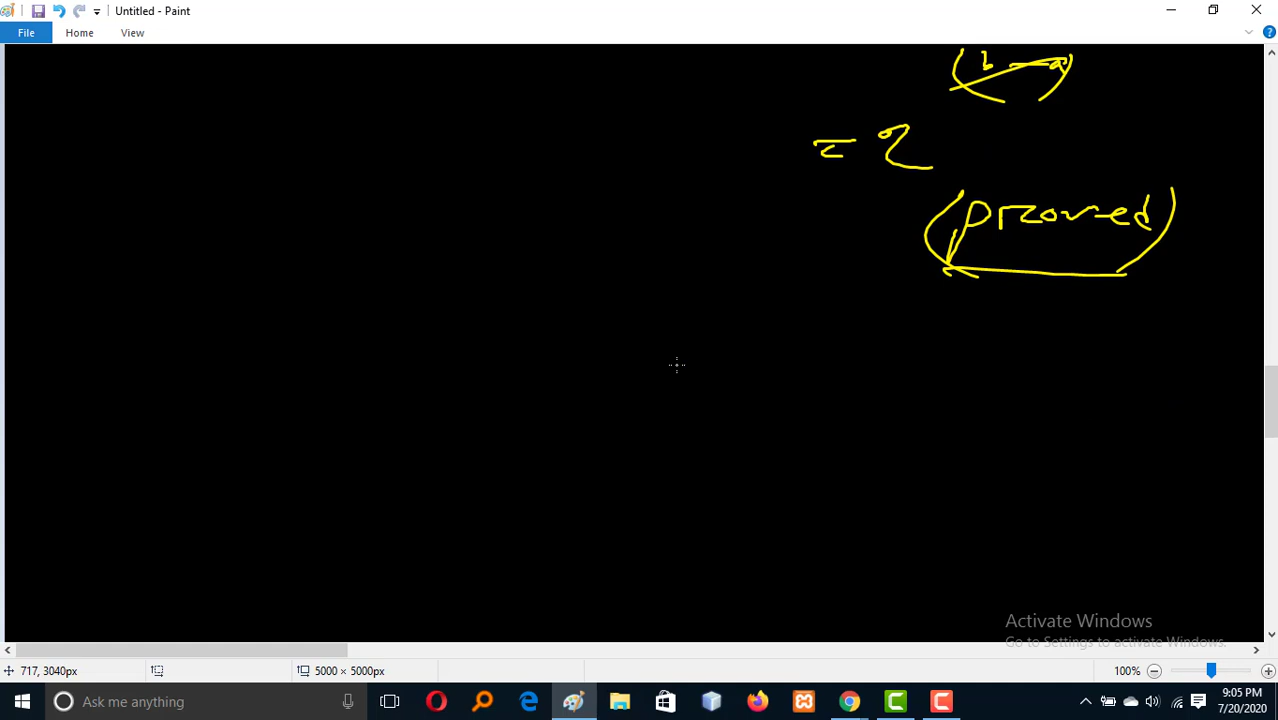 Untitled - Paint
File Home View
(b - a)
= 2
(proved)
Activate Windows
Go to Settings to activate Windows.
717, 3040px 5000 × 5000px 100%
Ask me anything
9:05 PM
7/20/2020